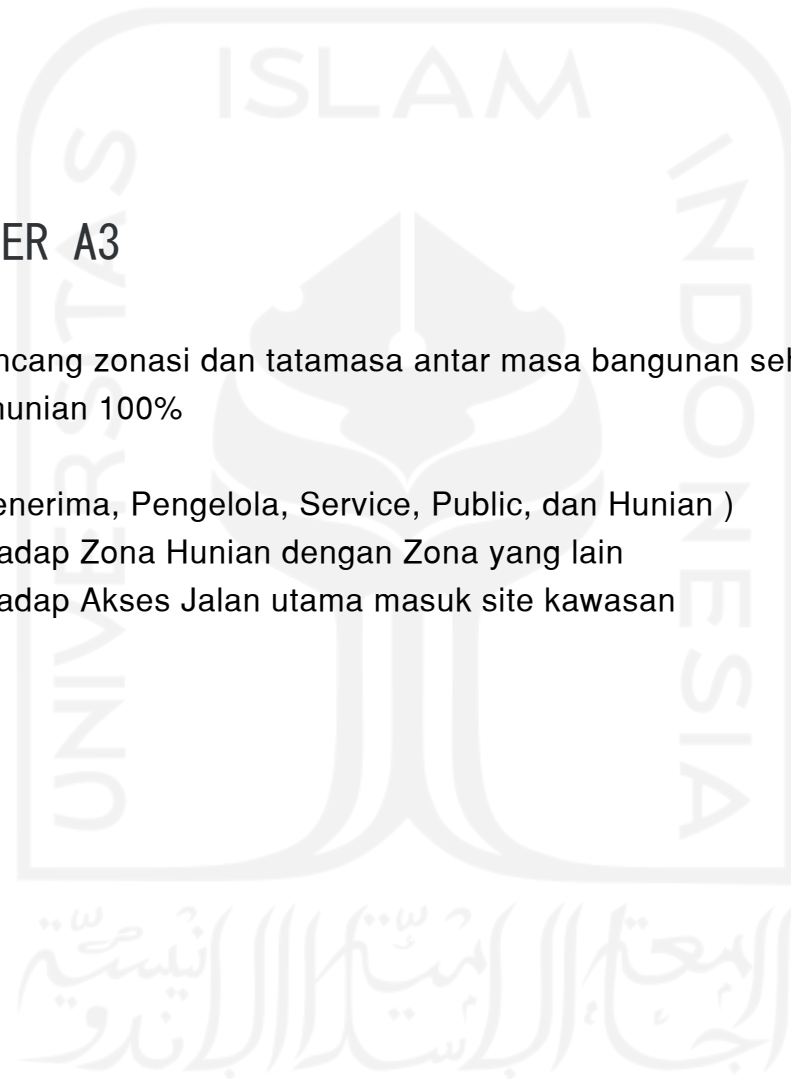 ISLAM
UNIVERSITAS
INDONESIA
ER A3
ncang zonasi dan tatamasa antar masa bangunan seh
hunian 100%
enerima, Pengelola, Service, Public, dan Hunian )
adap Zona Hunian dengan Zona yang lain
adap Akses Jalan utama masuk site kawasan